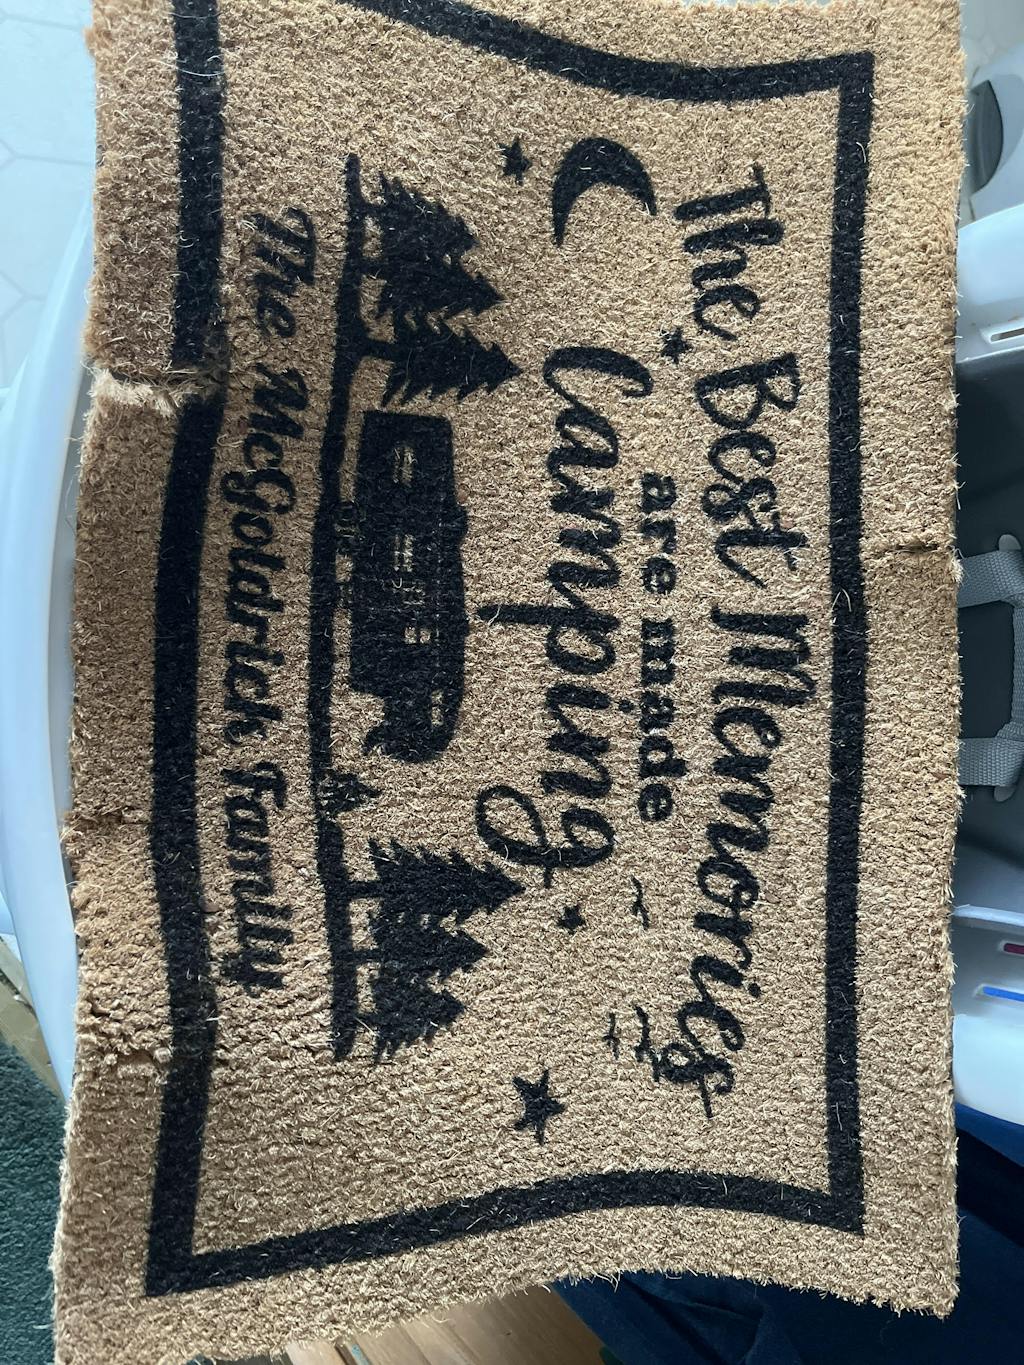 The Best Memories
are made
Camping
The McGoldrick Family